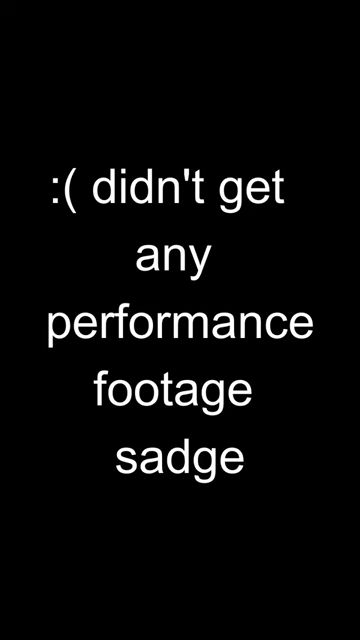 :( didn't get
any
performance
footage
sadge